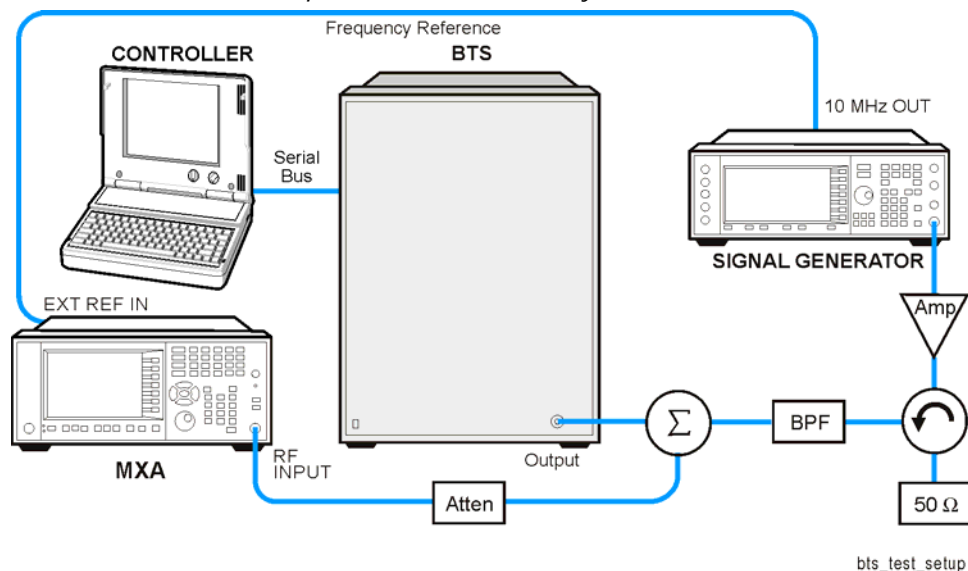 Frequency Reference
CONTROLLER
BTS
10 MHz OUT
Serial
Bus
SIGNAL GENERATOR
EXT REF IN
Amp
Σ
BPF
RF
INPUT
Output
MXA
Atten
50 Ω
bts_test_setup